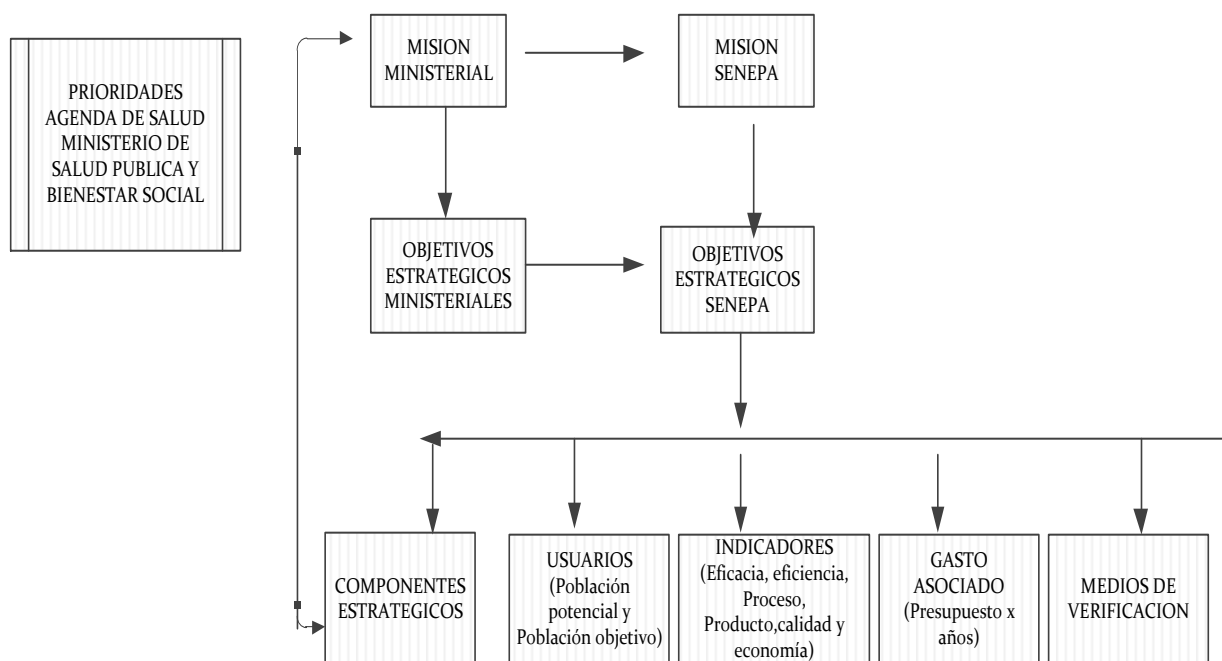 PRIORIDADES
AGENDA DE SALUD
MINISTERIO DE
SALUD PUBLICA Y
BIENESTAR SOCIAL
MISION
MINISTERIAL
MISION
SENEPA
OBJETIVOS
ESTRATEGICOS
MINISTERIALES
OBJETIVOS
ESTRATEGICOS
SENEPA
COMPONENTES
ESTRATEGICOS
USUARIOS
(Población
potencial y
Población objetivo)
INDICADORES
(Eficacia, eficiencia,
Proceso,
Producto,calidad y
economía)
GASTO
ASOCIADO
(Presupuesto x
años)
MEDIOS DE
VERIFICACION